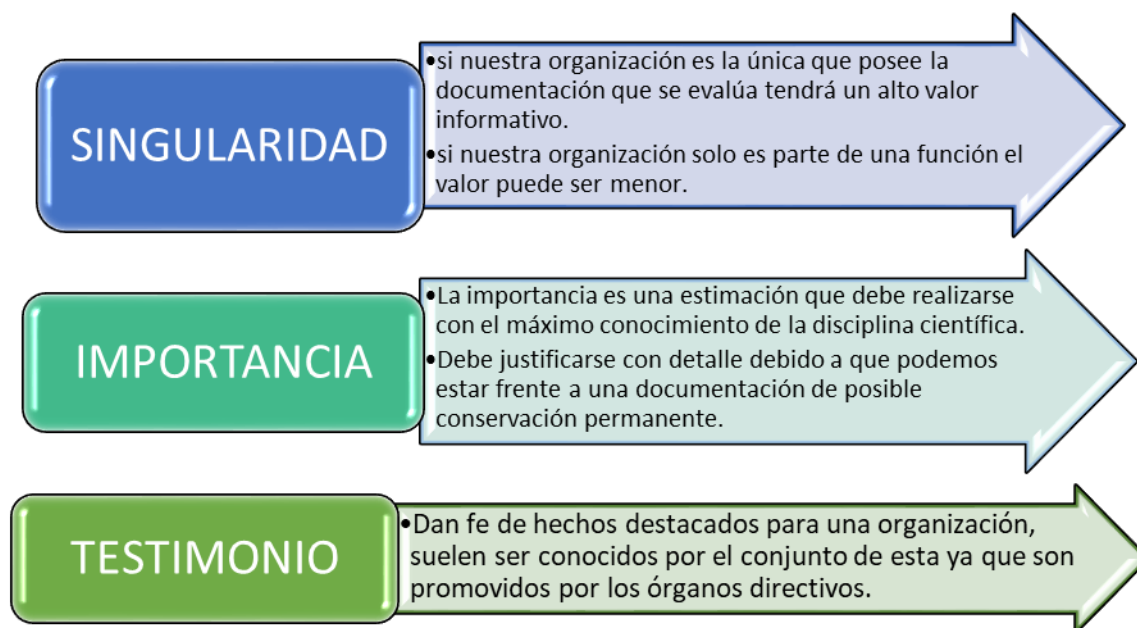 SINGULARIDAD
•si nuestra organización es la única que posee la
documentación que se evalúa tendrá un alto valor
informativo.
•si nuestra organización solo es parte de una función el
valor puede ser menor.
IMPORTANCIA
•La importancia es una estimación que debe realizarse
con el máximo conocimiento de la disciplina científica.
•Debe justificarse con detalle debido a que podemos
estar frente a una documentación de posible
conservación permanente.
TESTIMONIO
•Dan fe de hechos destacados para una organización,
suelen ser conocidos por el conjunto de esta ya que son
promovidos por los órganos directivos.